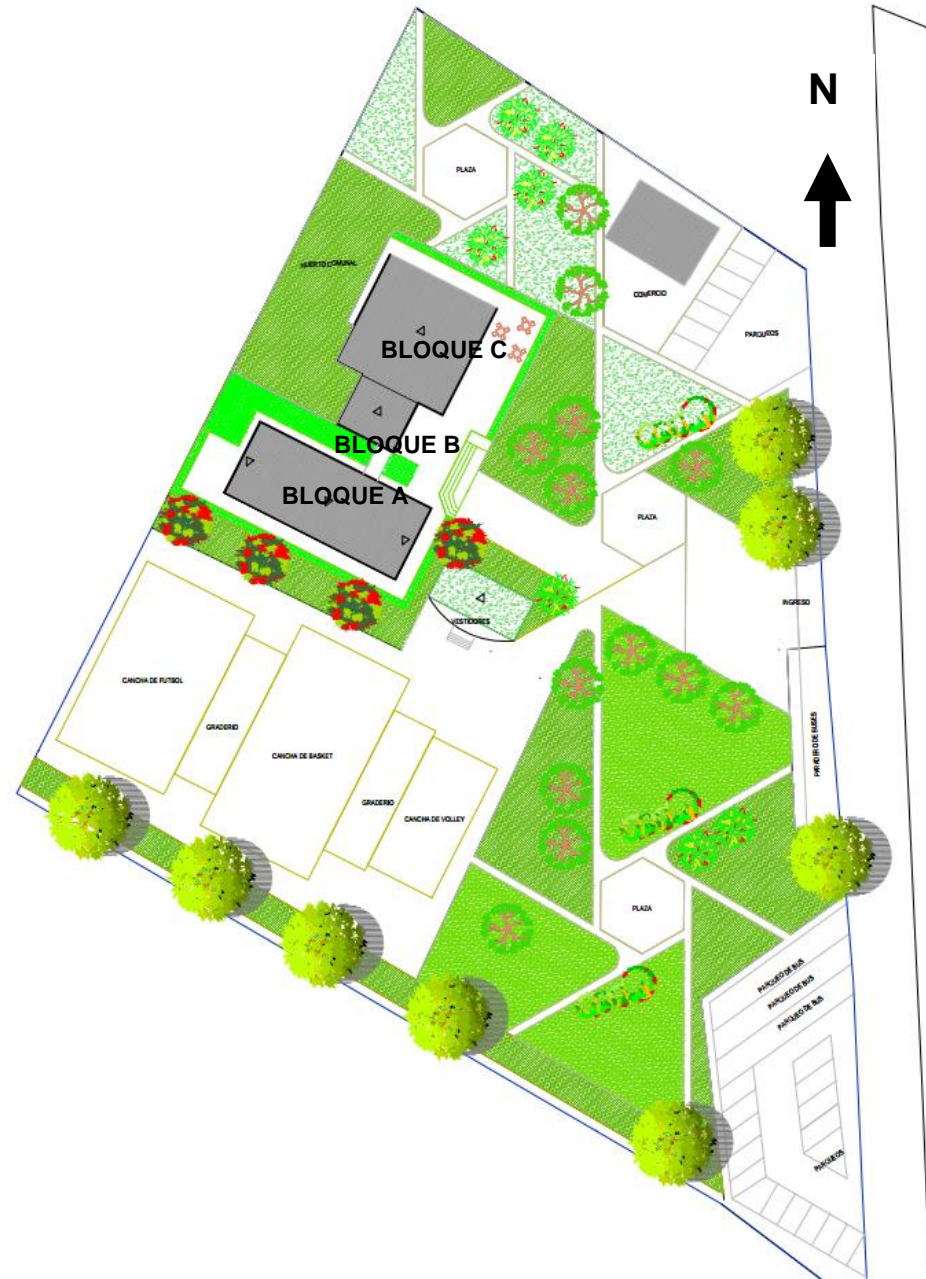 N
PLAZA
HUERTO COMUNAL
COMERCIO
PARQUEOS
BLOQUE C
BLOQUE B
BLOQUE A
PLAZA
INGRESO
VESTIDORES
CANCHA DE FUTBOL
GRADERIO
CANCHA DE BASKET
GRADERIO
CANCHA DE VOLLEY
PARADERO DE BUSES
PLAZA
PARQUEO DE BUS
PARQUEO DE BUS
PARQUEO DE BUS
PARQUEOS